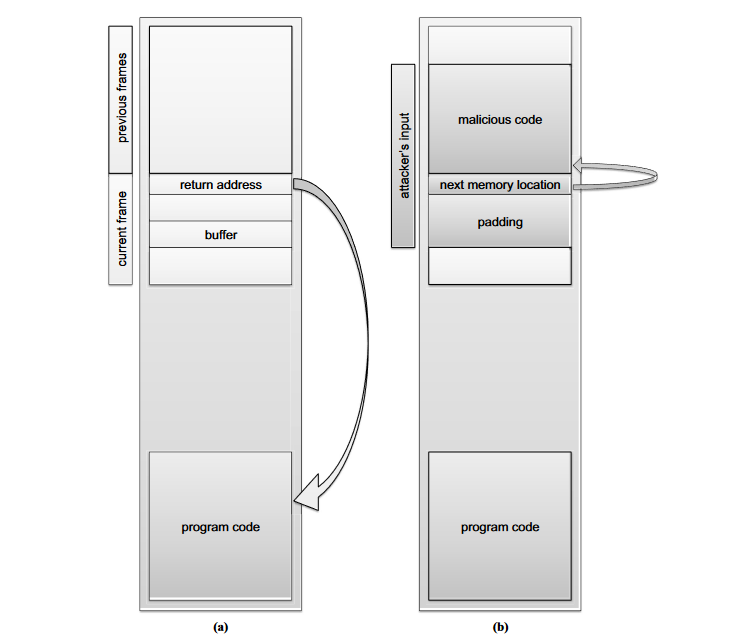 previous frames
current frame
return address
buffer
program code
(a)
attacker's input
malicious code
next memory location
padding
program code
(b)